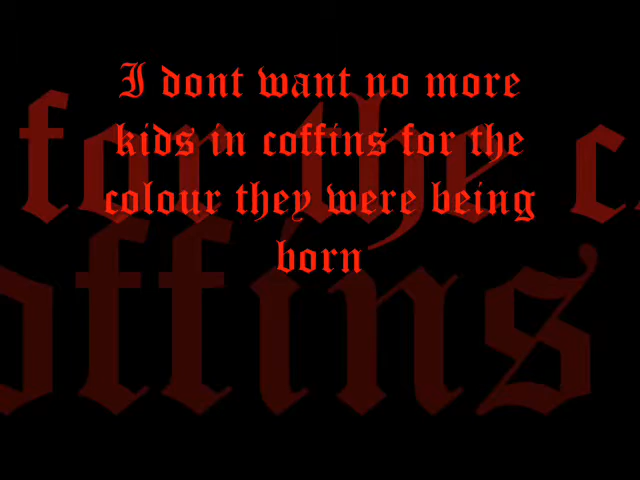 I dont want no more
kids in coffins for the
colour they were being
born
for the c
offins